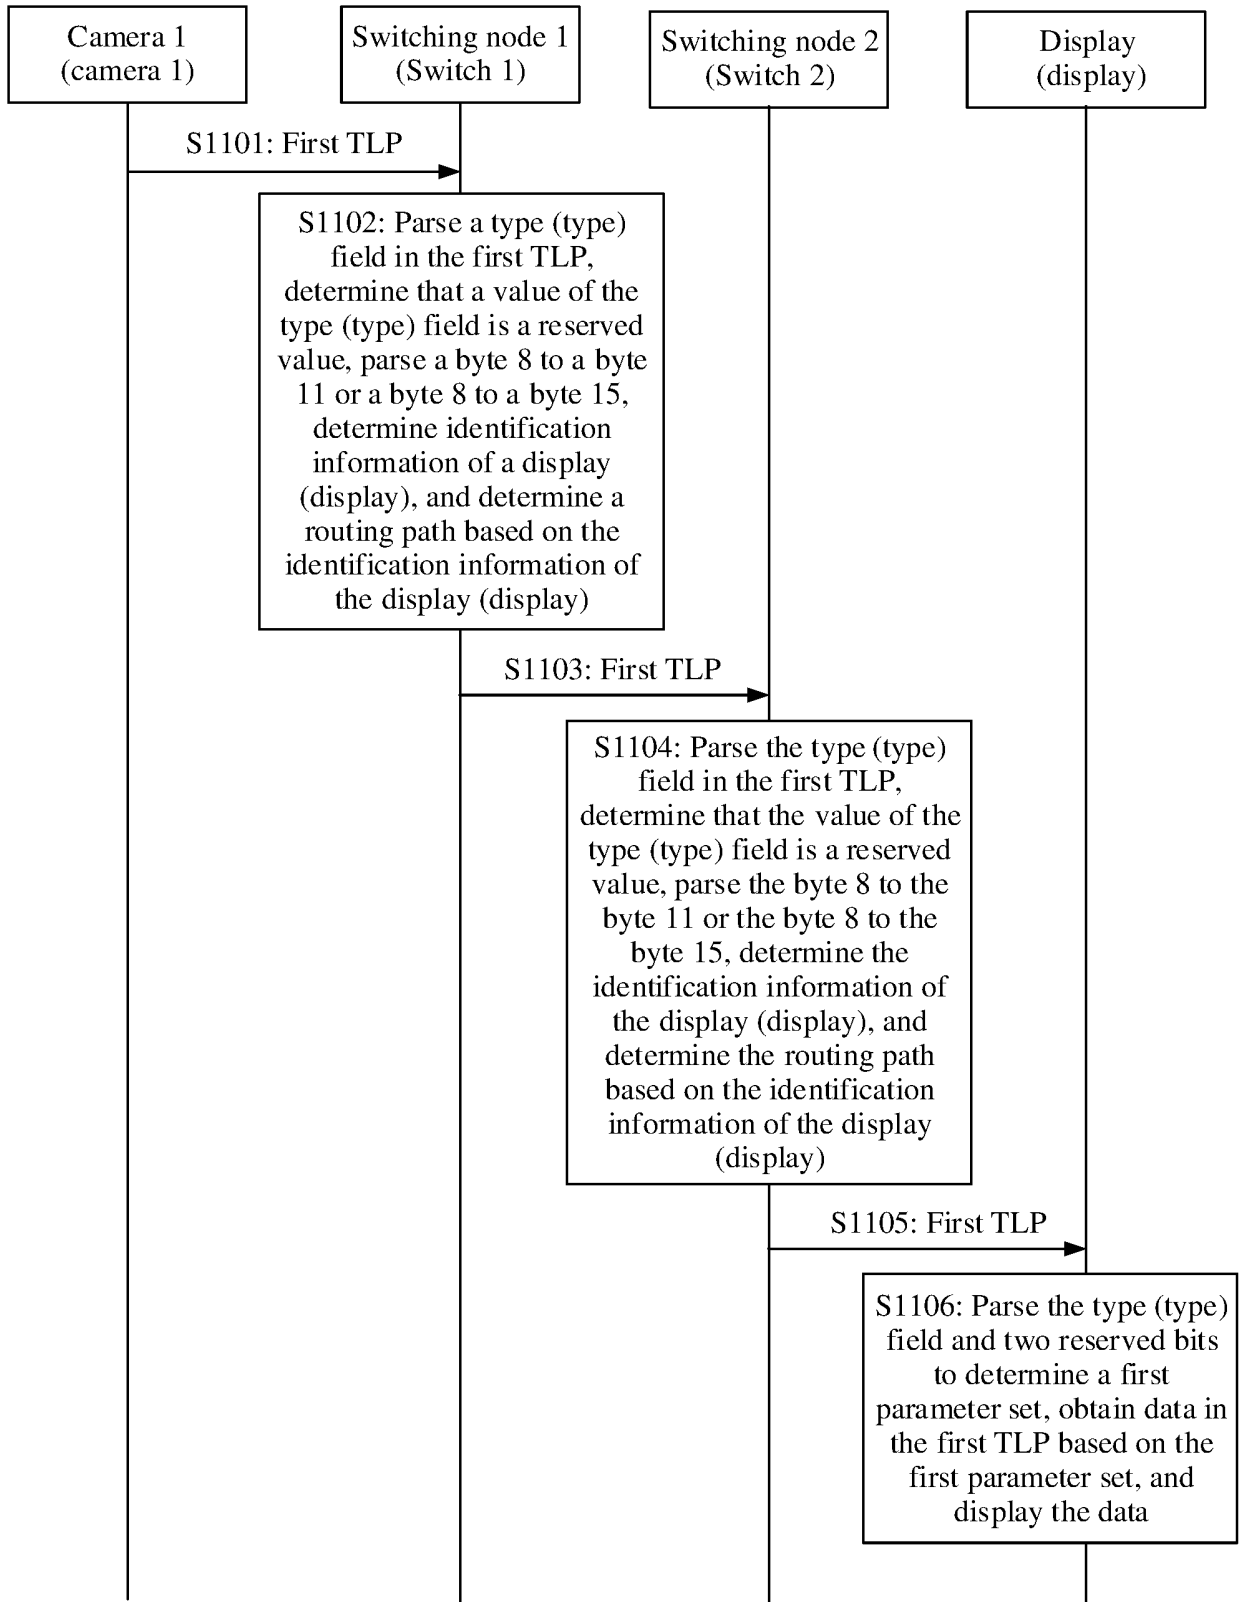 Camera 1
(camera 1)
Switching node 1
(Switch 1)
Switching node 2
(Switch 2)
Display
(display)
S1101: First TLP
S1102: Parse a type (type)
field in the first TLP,
determine that a value of the
type (type) field is a reserved
value, parse a byte 8 to a byte
11 or a byte 8 to a byte 15,
determine identification
information of a display
(display), and determine a
routing path based on the
identification information of
the display (display)
S1103: First TLP
S1104: Parse the type (type)
field in the first TLP,
determine that the value of the
type (type) field is a reserved
value, parse the byte 8 to the
byte 11 or the byte 8 to the
byte 15, determine the
identification information of
the display (display), and
determine the routing path
based on the identification
information of the display
(display)
S1105: First TLP
S1106: Parse the type (type)
field and two reserved bits
to determine a first
parameter set, obtain data in
the first TLP based on the
first parameter set, and
display the data